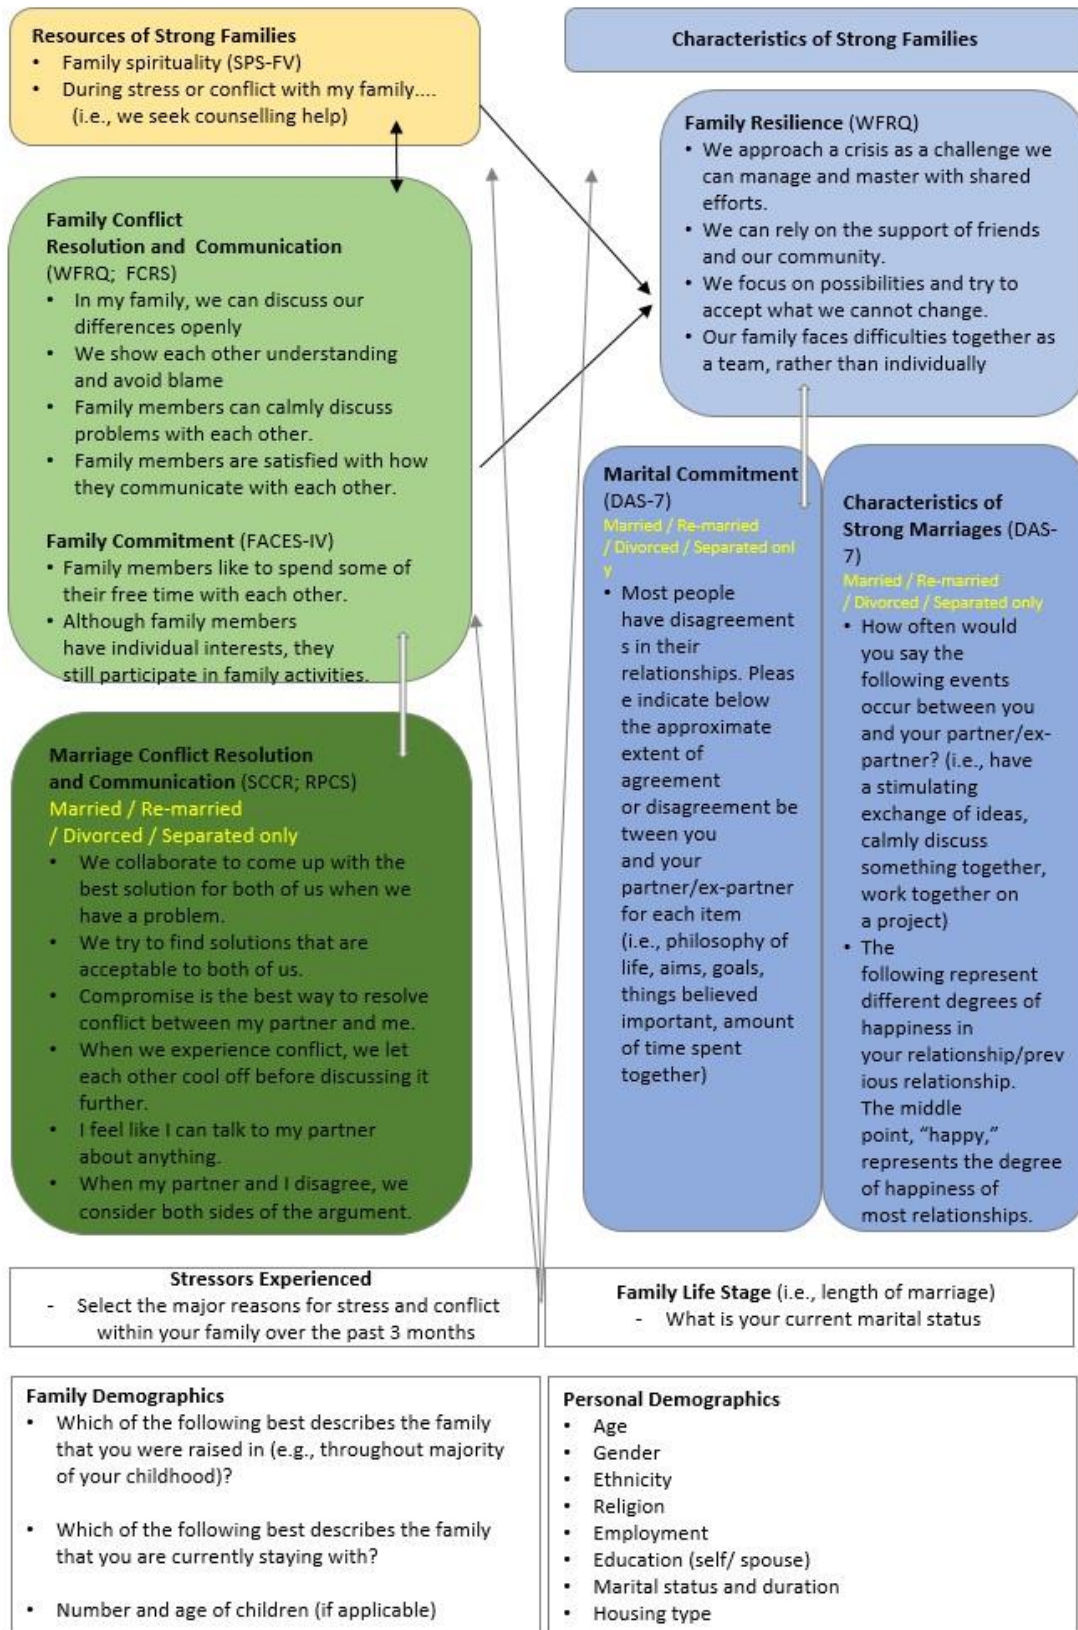 Resources of Strong Families
• Family spirituality (SPS-FV)
• During stress or conflict with my family....
(i.e., we seek counselling help)
Family Conflict
Resolution and Communication
(WFRQ; FCRS)
• In my family, we can discuss our
differences openly
• We show each other understanding
and avoid blame
• Family members can calmly discuss
problems with each other.
• Family members are satisfied with how
they communicate with each other.
Family Commitment (FACES-IV)
• Family members like to spend some of
their free time with each other.
• Although family members
have individual interests, they
still participate in family activities.
Marriage Conflict Resolution
and Communication (SCCR; RPCS)
Married / Re-married
/ Divorced / Separated only
• We collaborate to come up with the
best solution for both of us when we
have a problem.
• We try to find solutions that are
acceptable to both of us.
• Compromise is the best way to resolve
conflict between my partner and me.
• When we experience conflict, we let
each other cool off before discussing it
further.
• I feel like I can talk to my partner
about anything.
• When my partner and I disagree, we
consider both sides of the argument.
Characteristics of Strong Families
Family Resilience (WFRQ)
• We approach a crisis as a challenge we
can manage and master with shared
efforts.
• We can rely on the support of friends
and our community.
• We focus on possibilities and try to
accept what we cannot change.
• Our family faces difficulties together as
a team, rather than individually
Marital Commitment
(DAS-7)
Married / Re-married
/ Divorced / Separated onl
y
• Most people
have disagreement
s in their
relationships. Pleas
e indicate below
the approximate
extent of
agreement
or disagreement be
tween you
and your
partner/ex-partner
for each item
(i.e., philosophy of
life, aims, goals,
things believed
important, amount
of time spent
together)
Characteristics of
Strong Marriages (DAS-
7)
Married / Re-married
/ Divorced / Separated only
• How often would
you say the
following events
occur between you
and your partner/ex-
partner? (i.e., have
a stimulating
exchange of ideas,
calmly discuss
something together,
work together on
a project)
• The
following represent
different degrees of
happiness in
your relationship/prev
ious relationship.
The middle
point, “happy,”
represents the degree
of happiness of
most relationships.
Stressors Experienced
- Select the major reasons for stress and conflict
within your family over the past 3 months
Family Life Stage (i.e., length of marriage)
- What is your current marital status
Family Demographics
• Which of the following best describes the family
that you were raised in (e.g., throughout majority
of your childhood)?
• Which of the following best describes the family
that you are currently staying with?
• Number and age of children (if applicable)
Personal Demographics
• Age
• Gender
• Ethnicity
• Religion
• Employment
• Education (self/ spouse)
• Marital status and duration
• Housing type